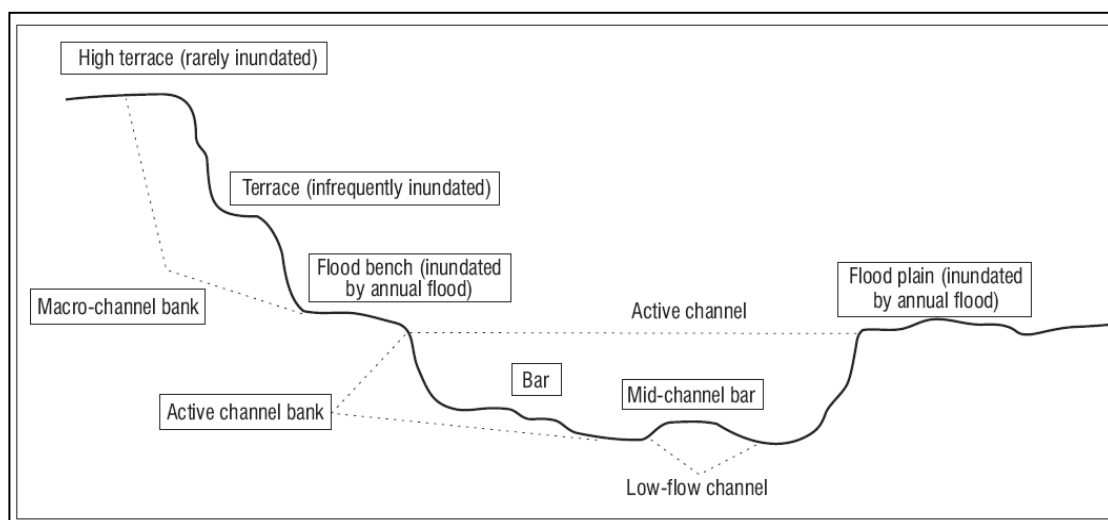 High terrace (rarely inundated)
Terrace (infrequently inundated)
Flood bench (inundated
by annual flood)
Flood plain (inundated
by annual flood)
Macro-channel bank
Active channel
Bar
Mid-channel bar
Active channel bank
Low-flow channel